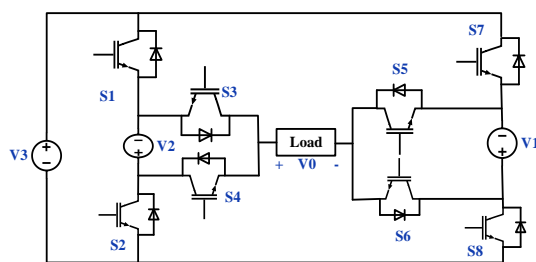 S7
S1
S3
S5
V3
+
-
-
V2
+
Load
+ V0 -
-
V1
+
S4
S2
S6
S8